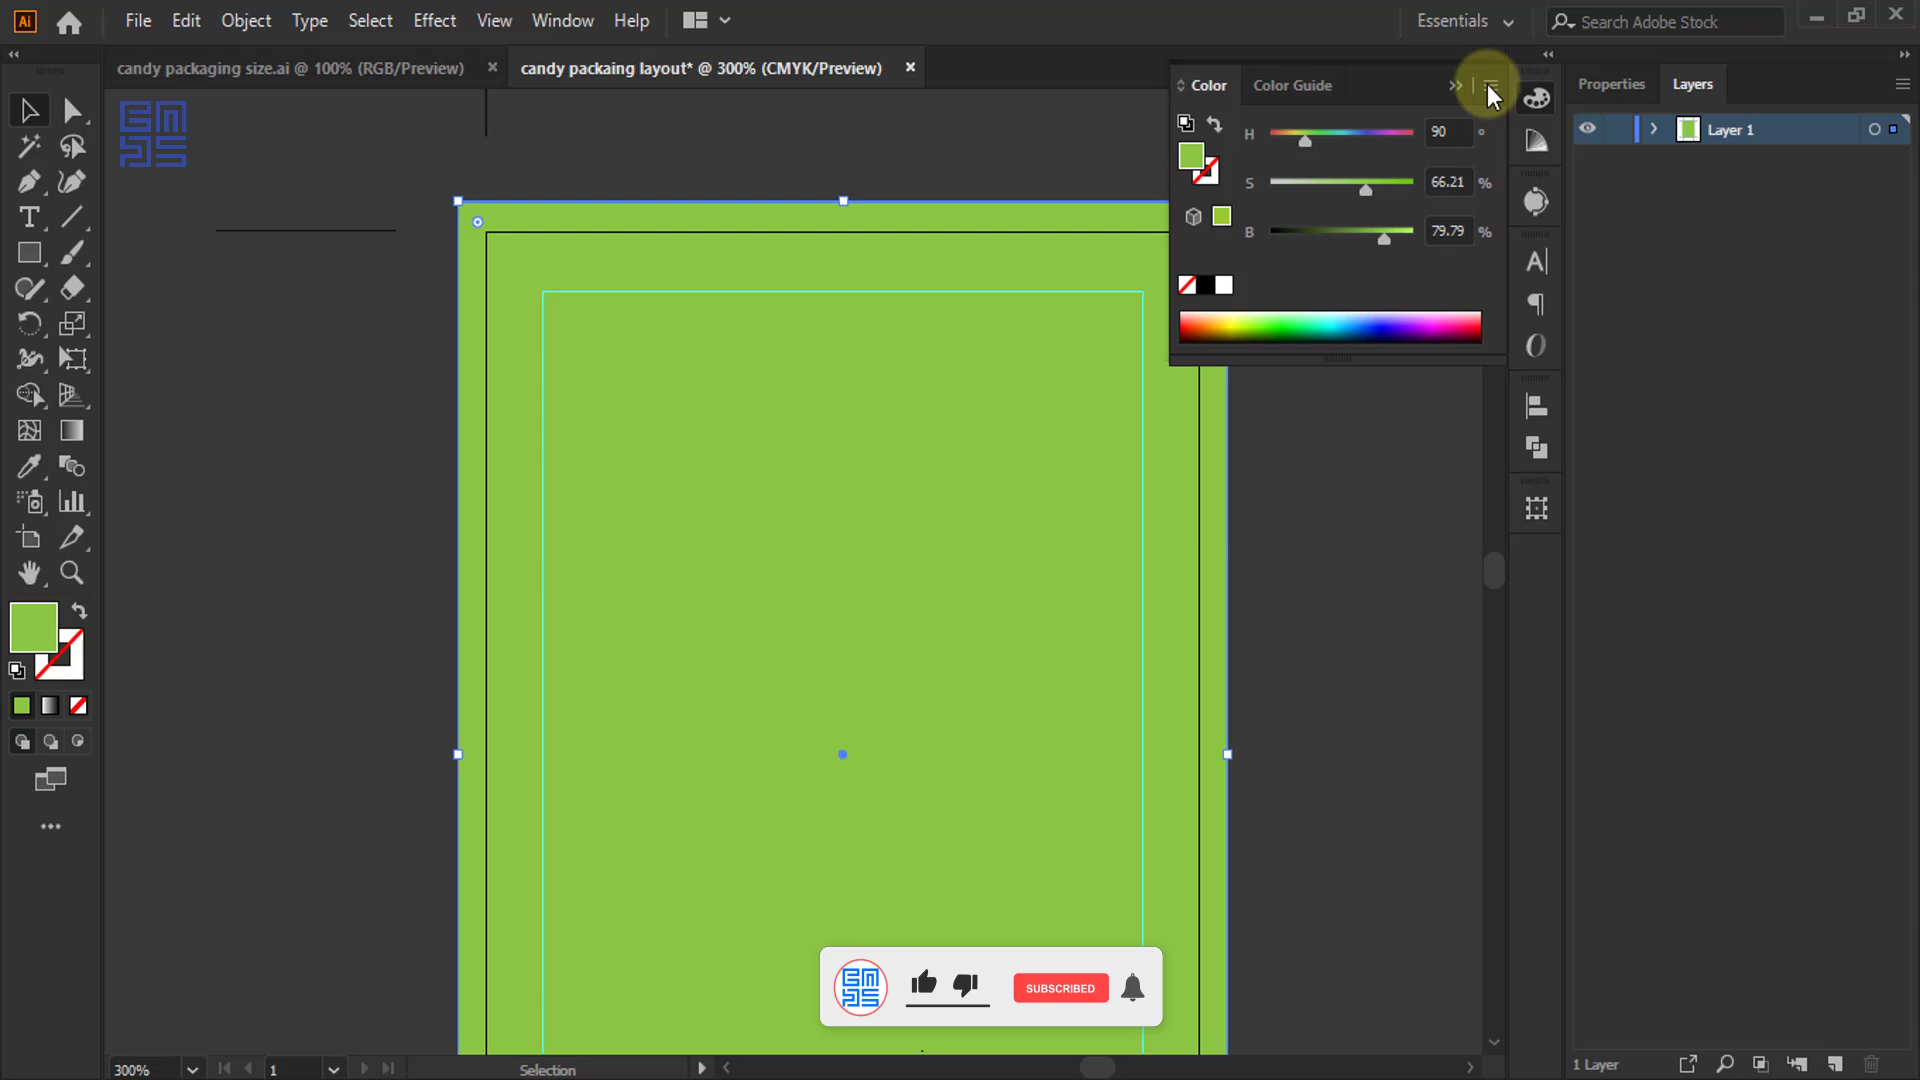 Ai File Edit Object Type Select Effect View Window Help Essentials Search Adobe Stock
candy packaging size.ai @ 100% (RGB/Preview) candy packaing layout* @ 300% (CMYK/Preview)
Color Color Guide Properties Layers
H 90 °
S 66.21 %
B 79.79 %
Layer 1
SUBSCRIBED
300% 1 Selection 1 Layer